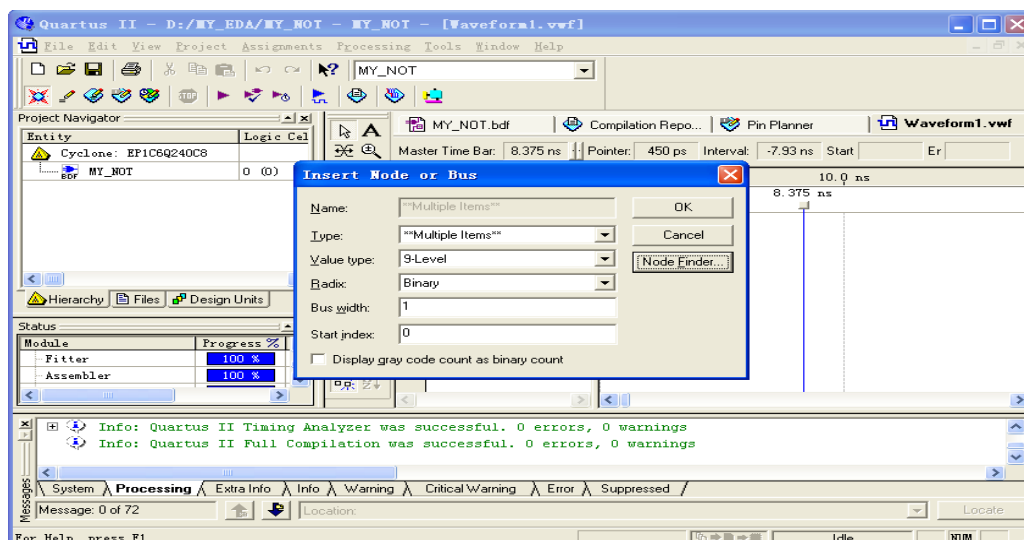 Quartus II - D:/MY_EDA/MY_NOT - MY_NOT - [Waveform1.vwf]
File Edit View Project Assignments Processing Tools Window Help
MY_NOT
Project Navigator
Entity Logic Cel
Cyclone: EP1C6Q240C8
MY_NOT 0 (0)
Hierarchy Files Design Units
MY_NOT.bdf Compilation Repo... Pin Planner Waveform1.vwf
Master Time Bar: 8.375 ns Pointer: 450 ps Interval: -7.93 ns Start Er
10.0 ns
8.375 ns
Insert Node or Bus
Name: **Multiple Items** OK
Type: **Multiple Items** Cancel
Value type: 9-Level Node Finder...
Radix: Binary
Bus width: 1
Start index: 0
Display gray code count as binary count
Status
Module Progress %
Fitter 100 %
Assembler 100 %
Info: Quartus II Timing Analyzer was successful. 0 errors, 0 warnings
Info: Quartus II Full Compilation was successful. 0 errors, 0 warnings
System Processing Extra Info Info Warning Critical Warning Error Suppressed
Messages
Message: 0 of 72 Location: Locate
For Help, press F1 Idle NUM